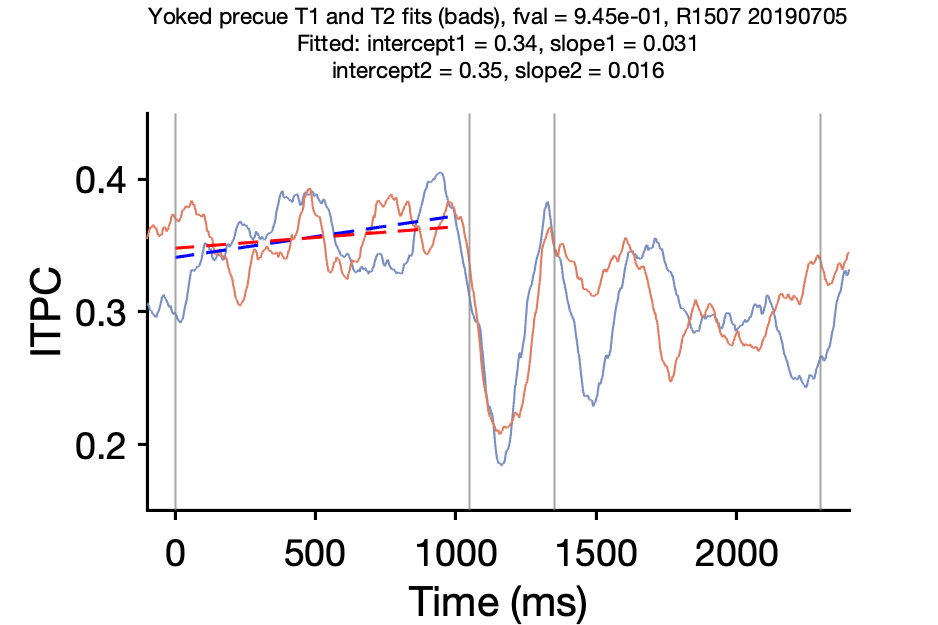 Yoked precue T1 and T2 fits (bads), fval = 9.45e-01, R1507 20190705
Fitted: intercept1 = 0.34, slope1 = 0.031
intercept2 = 0.35, slope2 = 0.016
0.4
0.3
0.2
ITPC
0 500 1000 1500 2000
Time (ms)